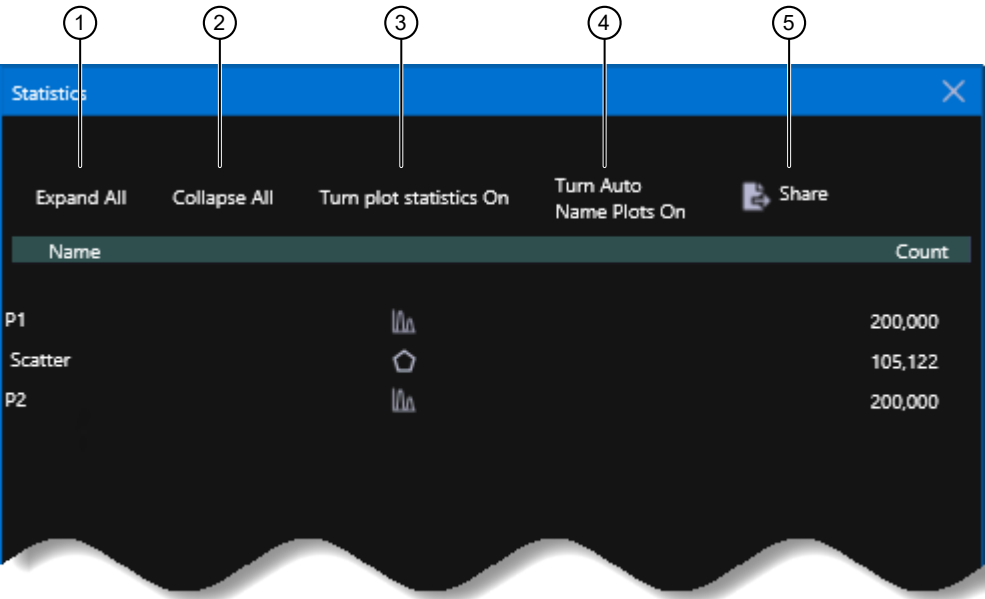 1 2 3 4 5
Statistics
Expand All Collapse All Turn plot statistics On Turn Auto
Name Plots On Share
Name Count
P1 200,000
Scatter 105,122
P2 200,000